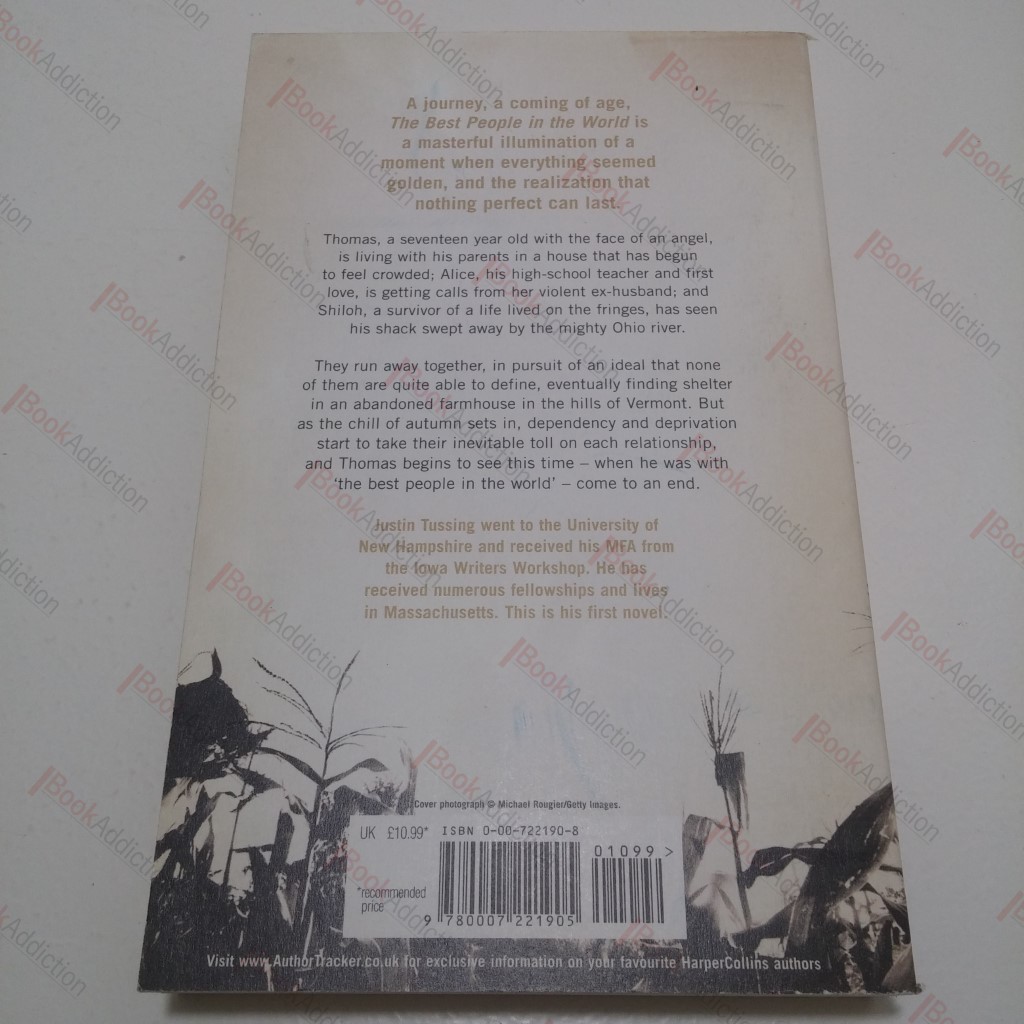 A journey, a coming of age,
The Best People in the World is
a masterful illumination of a
moment when everything seemed
golden, and the realization that
nothing perfect can last.
Thomas, a seventeen year old with the face of an angel,
is living with his parents in a house that has begun
to feel crowded; Alice, his high-school teacher and first
love, is getting calls from her violent ex-husband; and
Shiloh, a survivor of a life lived on the fringes, has seen
his shack swept away by the mighty Ohio river.
They run away together, in pursuit of an ideal that none
of them are quite able to define, eventually finding shelter
in an abandoned farmhouse in the hills of Vermont. But
as the chill of autumn sets in, dependency and deprivation
start to take their inevitable toll on each relationship,
and Thomas begins to see this time – when he was with
'the best people in the world' – come to an end.
Justin Tussing went to the University of
New Hampshire and received his MFA from
the Iowa Writers Workshop. He has
received numerous fellowships and lives
in Massachusetts. This is his first novel.
Cover photograph © Michael Rougier/Getty Images.
UK £10.99* ISBN 0-00-722190-8
01099 >
*recommended
price
9 780007 221905
Visit www.AuthorTracker.co.uk for exclusive information on your favourite HarperCollins authors
BookAddiction